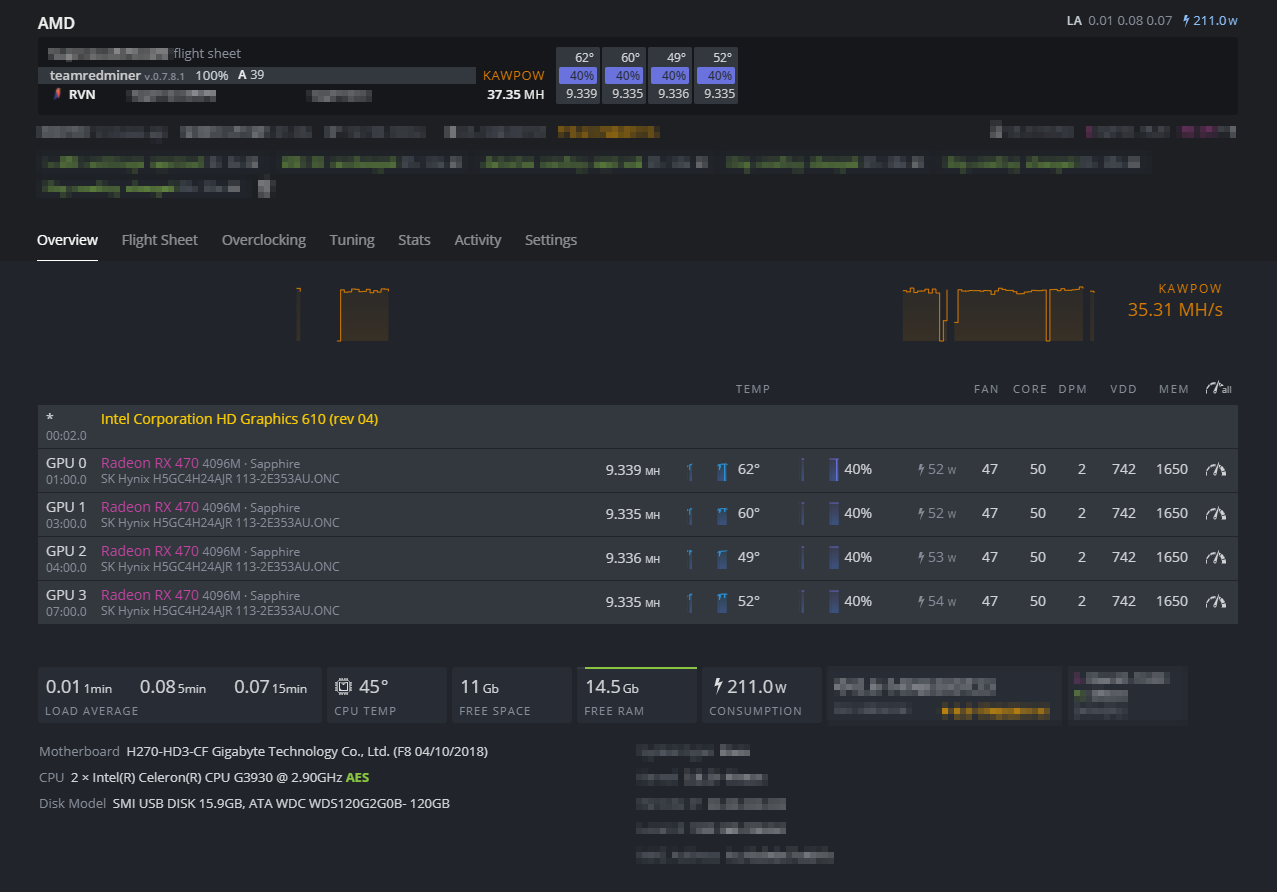 AMD
LA 0.01 0.08 0.07 211.0 w
flight sheet
62° 60° 49° 52°
teamredminer v.0.7.8.1 100% A 39
KAWPOW
40% 40% 40% 40%
RVN
37.35 MH
9.339 9.335 9.336 9.335
Overview Flight Sheet Overclocking Tuning Stats Activity Settings
KAWPOW
35.31 MH/s
TEMP FAN CORE DPM VDD MEM all
* Intel Corporation HD Graphics 610 (rev 04)
00:02.0
GPU 0 Radeon RX 470 4096M · Sapphire 9.339 MH 62° 40% 52 w 47 50 2 742 1650
01:00.0 SK Hynix H5GC4H24AJR 113-2E353AU.ONC
GPU 1 Radeon RX 470 4096M · Sapphire 9.335 MH 60° 40% 52 w 47 50 2 742 1650
03:00.0 SK Hynix H5GC4H24AJR 113-2E353AU.ONC
GPU 2 Radeon RX 470 4096M · Sapphire 9.336 MH 49° 40% 53 w 47 50 2 742 1650
04:00.0 SK Hynix H5GC4H24AJR 113-2E353AU.ONC
GPU 3 Radeon RX 470 4096M · Sapphire 9.335 MH 52° 40% 54 w 47 50 2 742 1650
07:00.0 SK Hynix H5GC4H24AJR 113-2E353AU.ONC
0.01 1min 0.08 5min 0.07 15min
LOAD AVERAGE
45°
CPU TEMP
11 Gb
FREE SPACE
14.5 Gb
FREE RAM
211.0 w
CONSUMPTION
Motherboard H270-HD3-CF Gigabyte Technology Co., Ltd. (F8 04/10/2018)
CPU 2 × Intel(R) Celeron(R) CPU G3930 @ 2.90GHz AES
Disk Model SMI USB DISK 15.9GB, ATA WDC WDS120G2G0B- 120GB